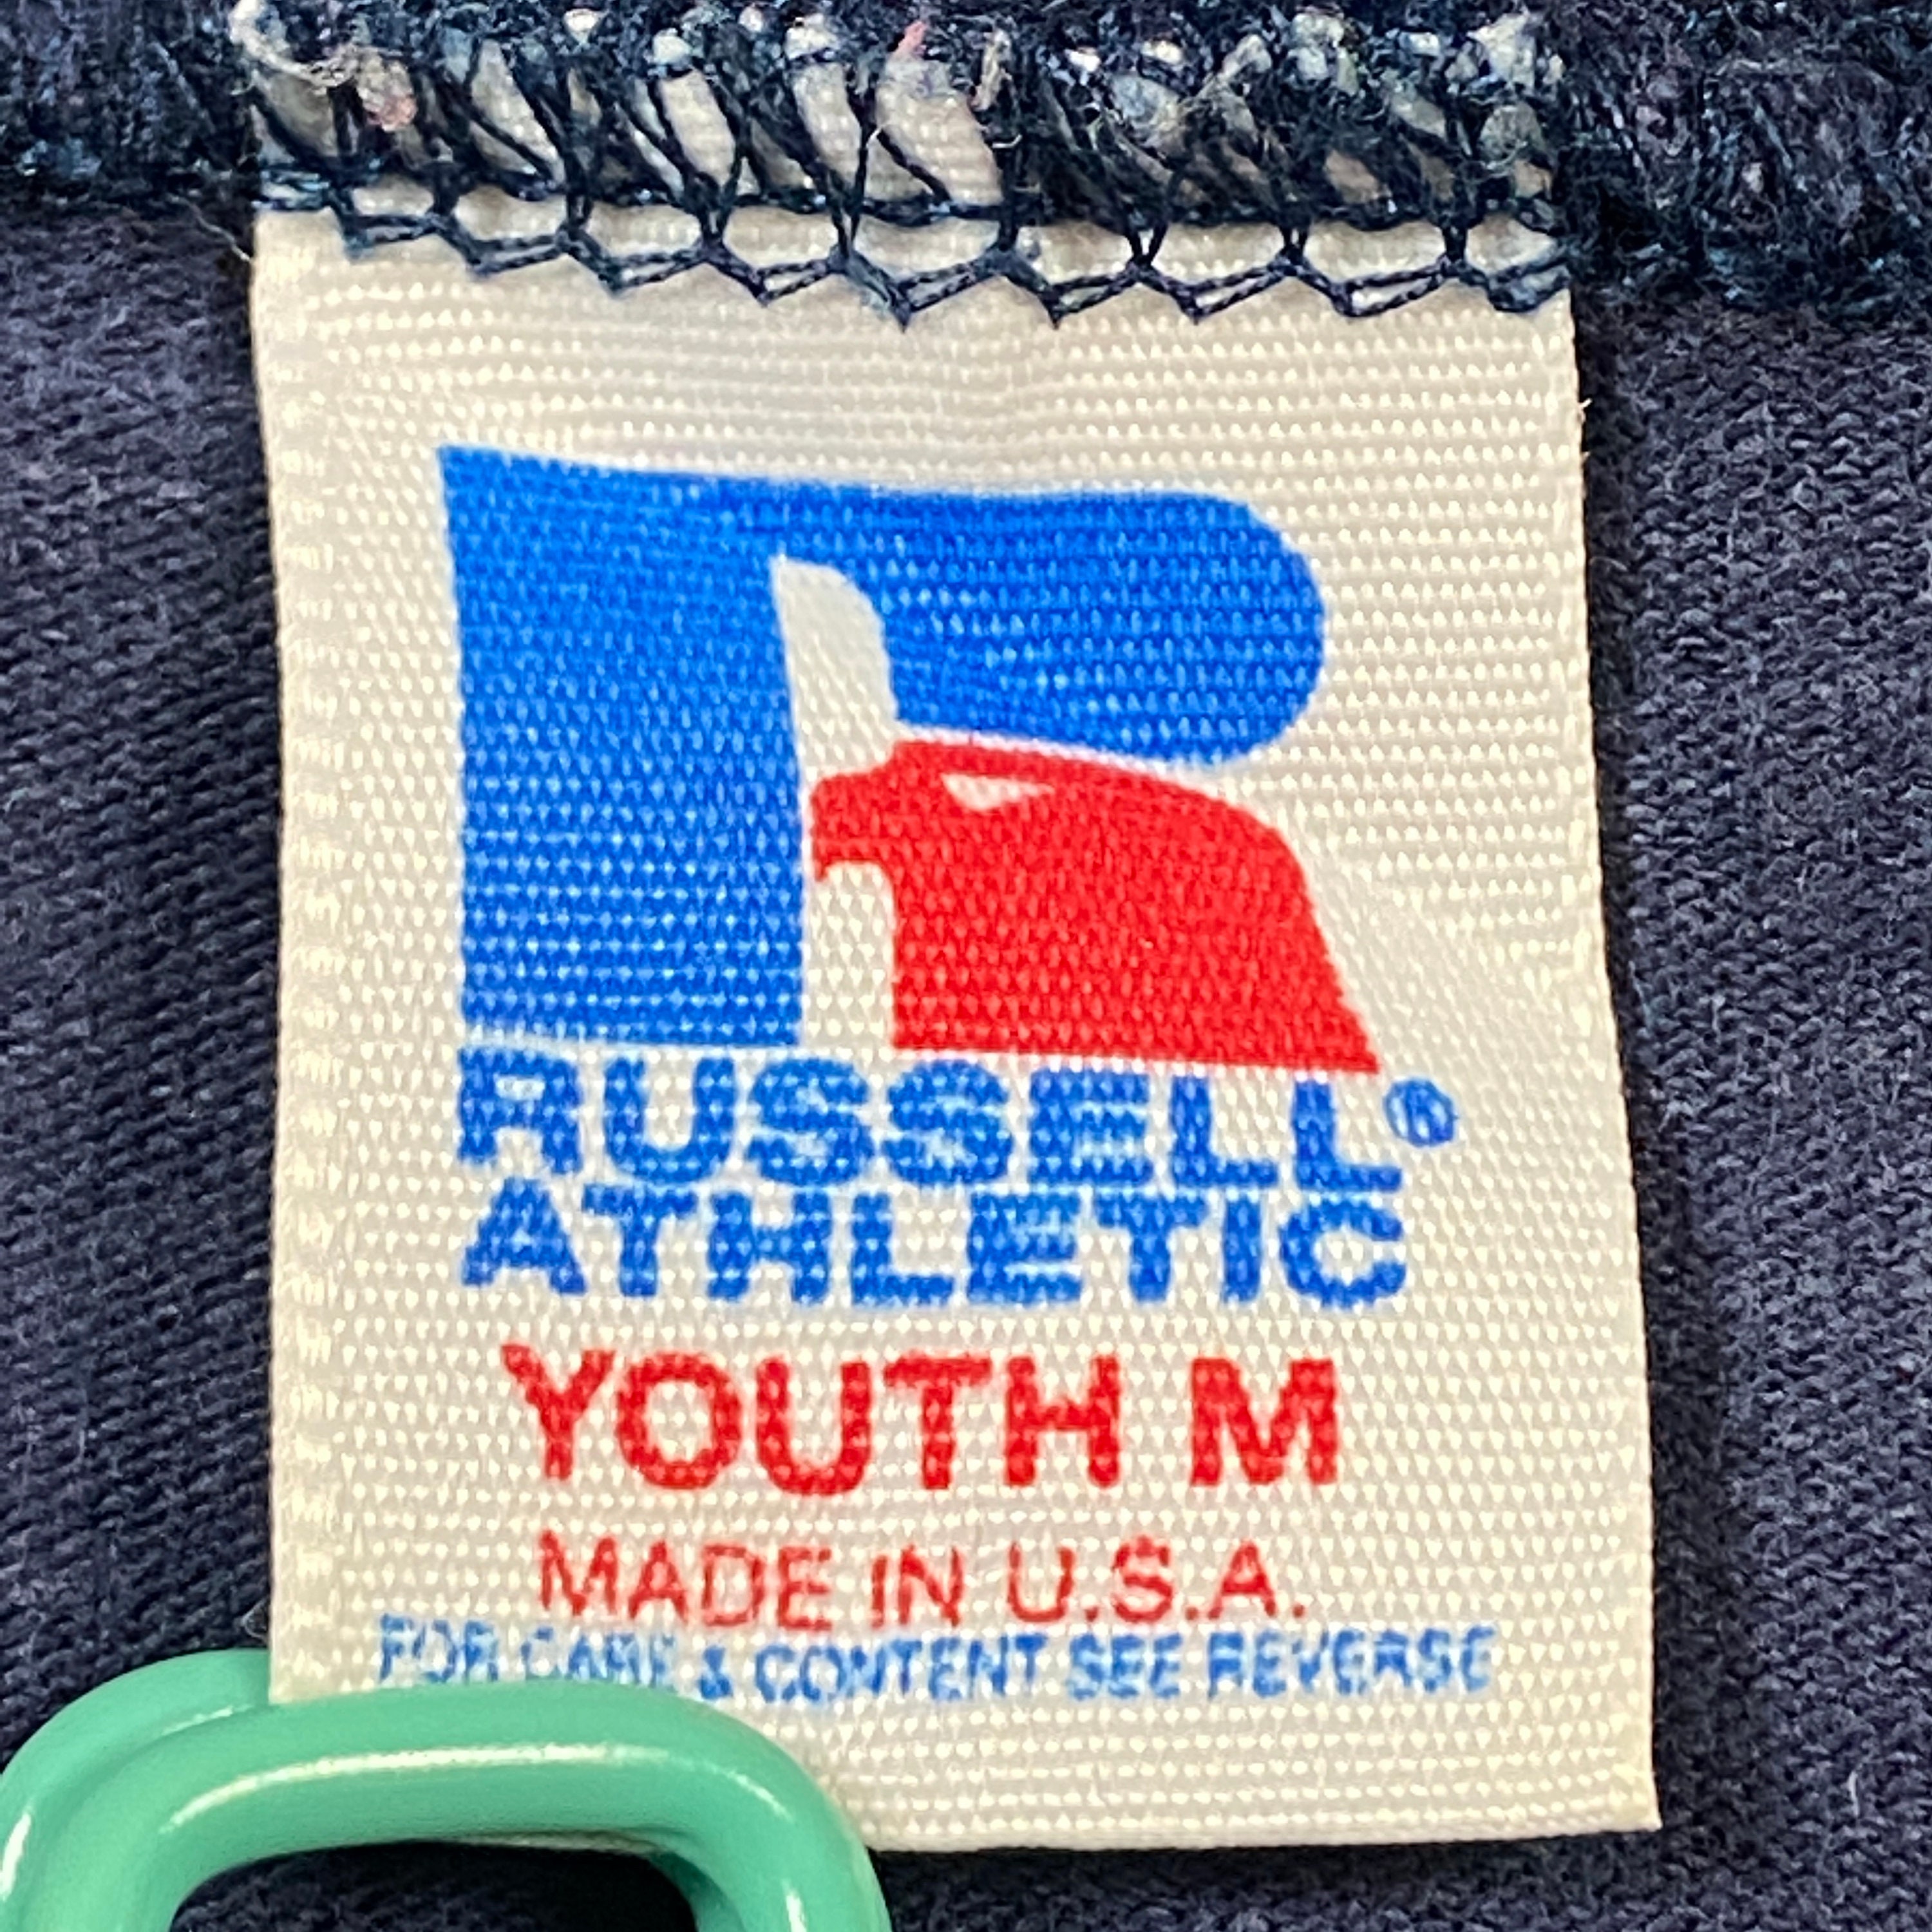 RUSSELL®
ATHLETIC
YOUTH M
MADE IN U.S.A.
FOR CARE & CONTENT SEE REVERSE